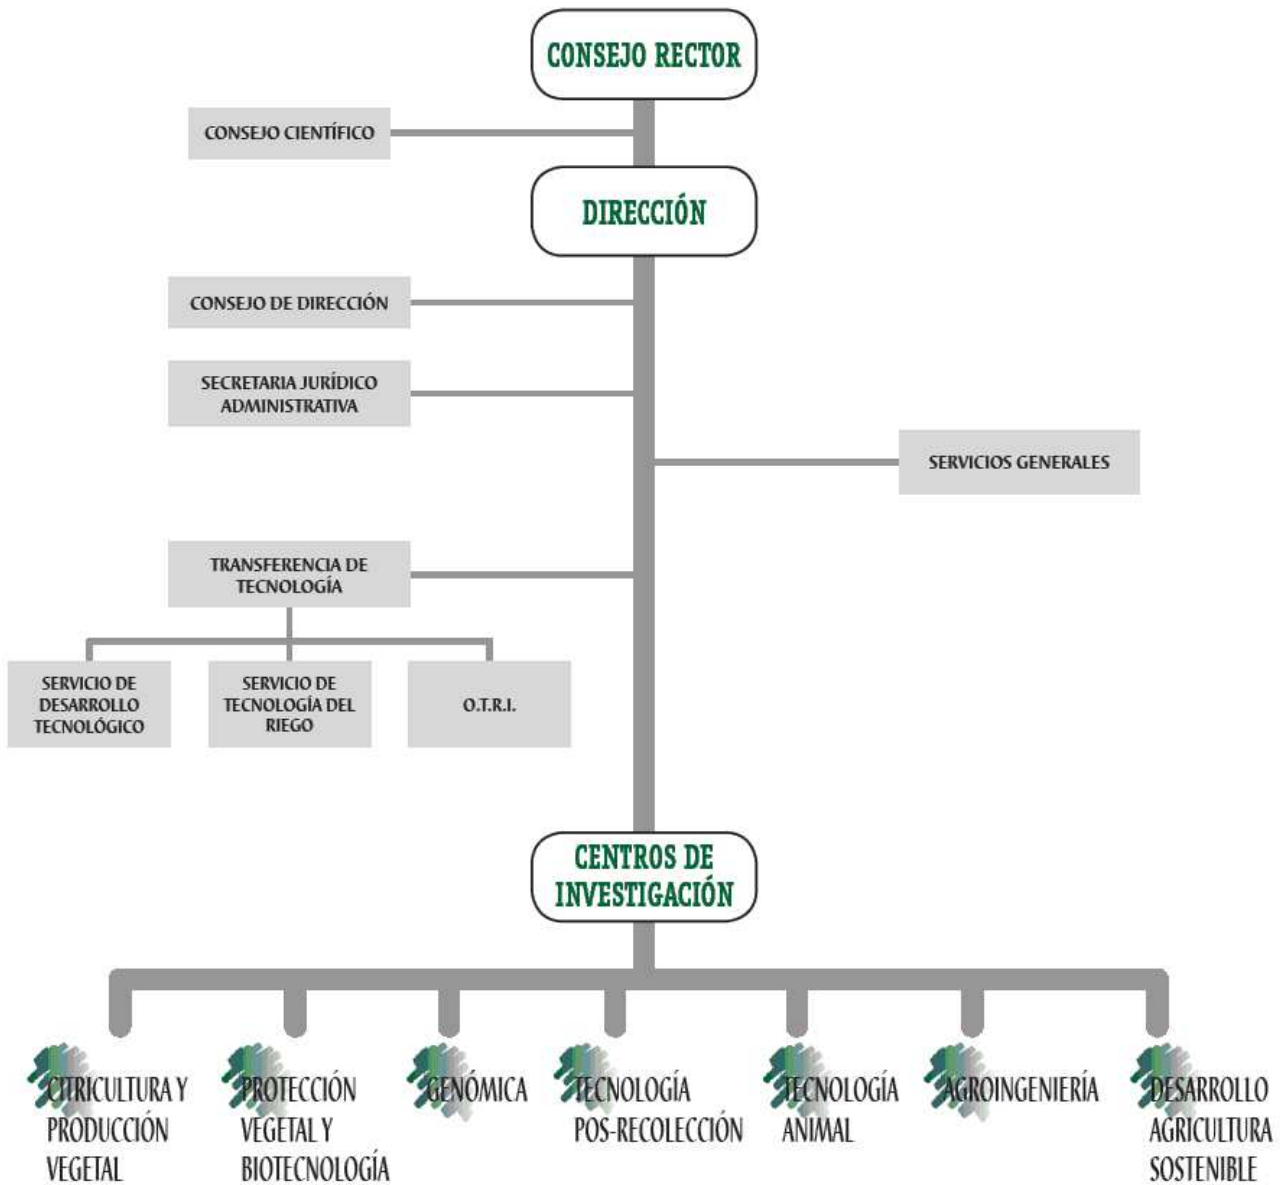 CONSEJO RECTOR
CONSEJO CIENTÍFICO
DIRECCIÓN
CONSEJO DE DIRECCIÓN
SECRETARIA JURÍDICO
ADMINISTRATIVA
SERVICIOS GENERALES
TRANSFERENCIA DE
TECNOLOGÍA
SERVICIO DE
DESARROLLO
TECNOLÓGICO
SERVICIO DE
TECNOLOGÍA DEL
RIEGO
O.T.R.I.
CENTROS DE
INVESTIGACIÓN
CITRICULTURA Y
PRODUCCIÓN
VEGETAL
PROTECCIÓN
VEGETAL Y
BIOTECNOLOGÍA
GENÓMICA
TECNOLOGÍA
POS-RECOLECCIÓN
TECNOLOGÍA
ANIMAL
AGROINGENIERÍA
DESARROLLO
AGRICULTURA
SOSTENIBLE